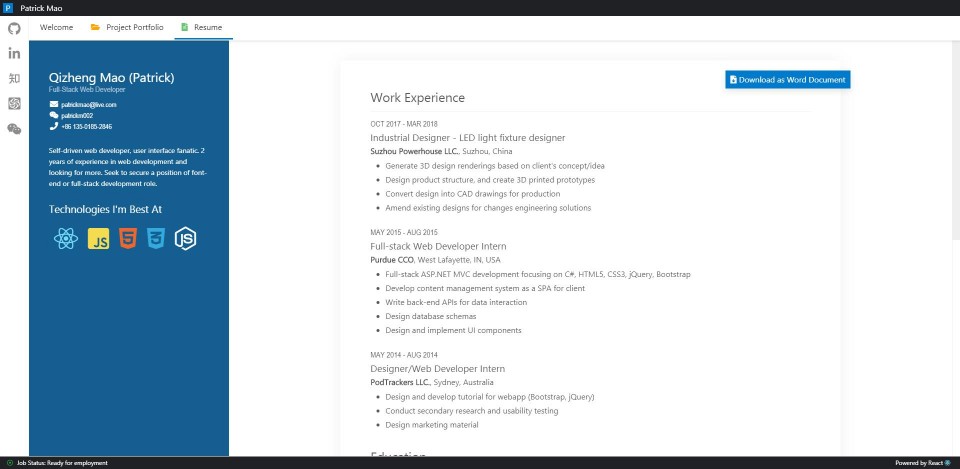 P Patrick Mao
Welcome
Project Portfolio
Resume
in
知
Qizheng Mao (Patrick)
Full-Stack Web Developer
patrickmao@live.com
patrickm002
+86 135-0185-2846
Self-driven web developer, user interface fanatic. 2
years of experience in web development and
looking for more. Seek to secure a position of font-
end or full-stack development role.
Technologies I'm Best At
JS
5
3
JS
Download as Word Document
Work Experience
OCT 2017 - MAR 2018
Industrial Designer - LED light fixture designer
Suzhou Powerhouse LLC., Suzhou, China
Generate 3D design renderings based on client's concept/idea
Design product structure, and create 3D printed prototypes
Convert design into CAD drawings for production
Amend existing designs for changes engineering solutions
MAY 2015 - AUG 2015
Full-stack Web Developer Intern
Purdue CCO, West Lafayette, IN, USA
Full-stack ASP.NET MVC development focusing on C#, HTML5, CSS3, jQuery, Bootstrap
Develop content management system as a SPA for client
Write back-end APIs for data interaction
Design database schemas
Design and implement UI components
MAY 2014 - AUG 2014
Designer/Web Developer Intern
PodTrackers LLC., Sydney, Australia
Design and develop tutorial for webapp (Bootstrap, jQuery)
Conduct secondary research and usability testing
Design marketing material
Education
Job Status: Ready for employment
Powered by React